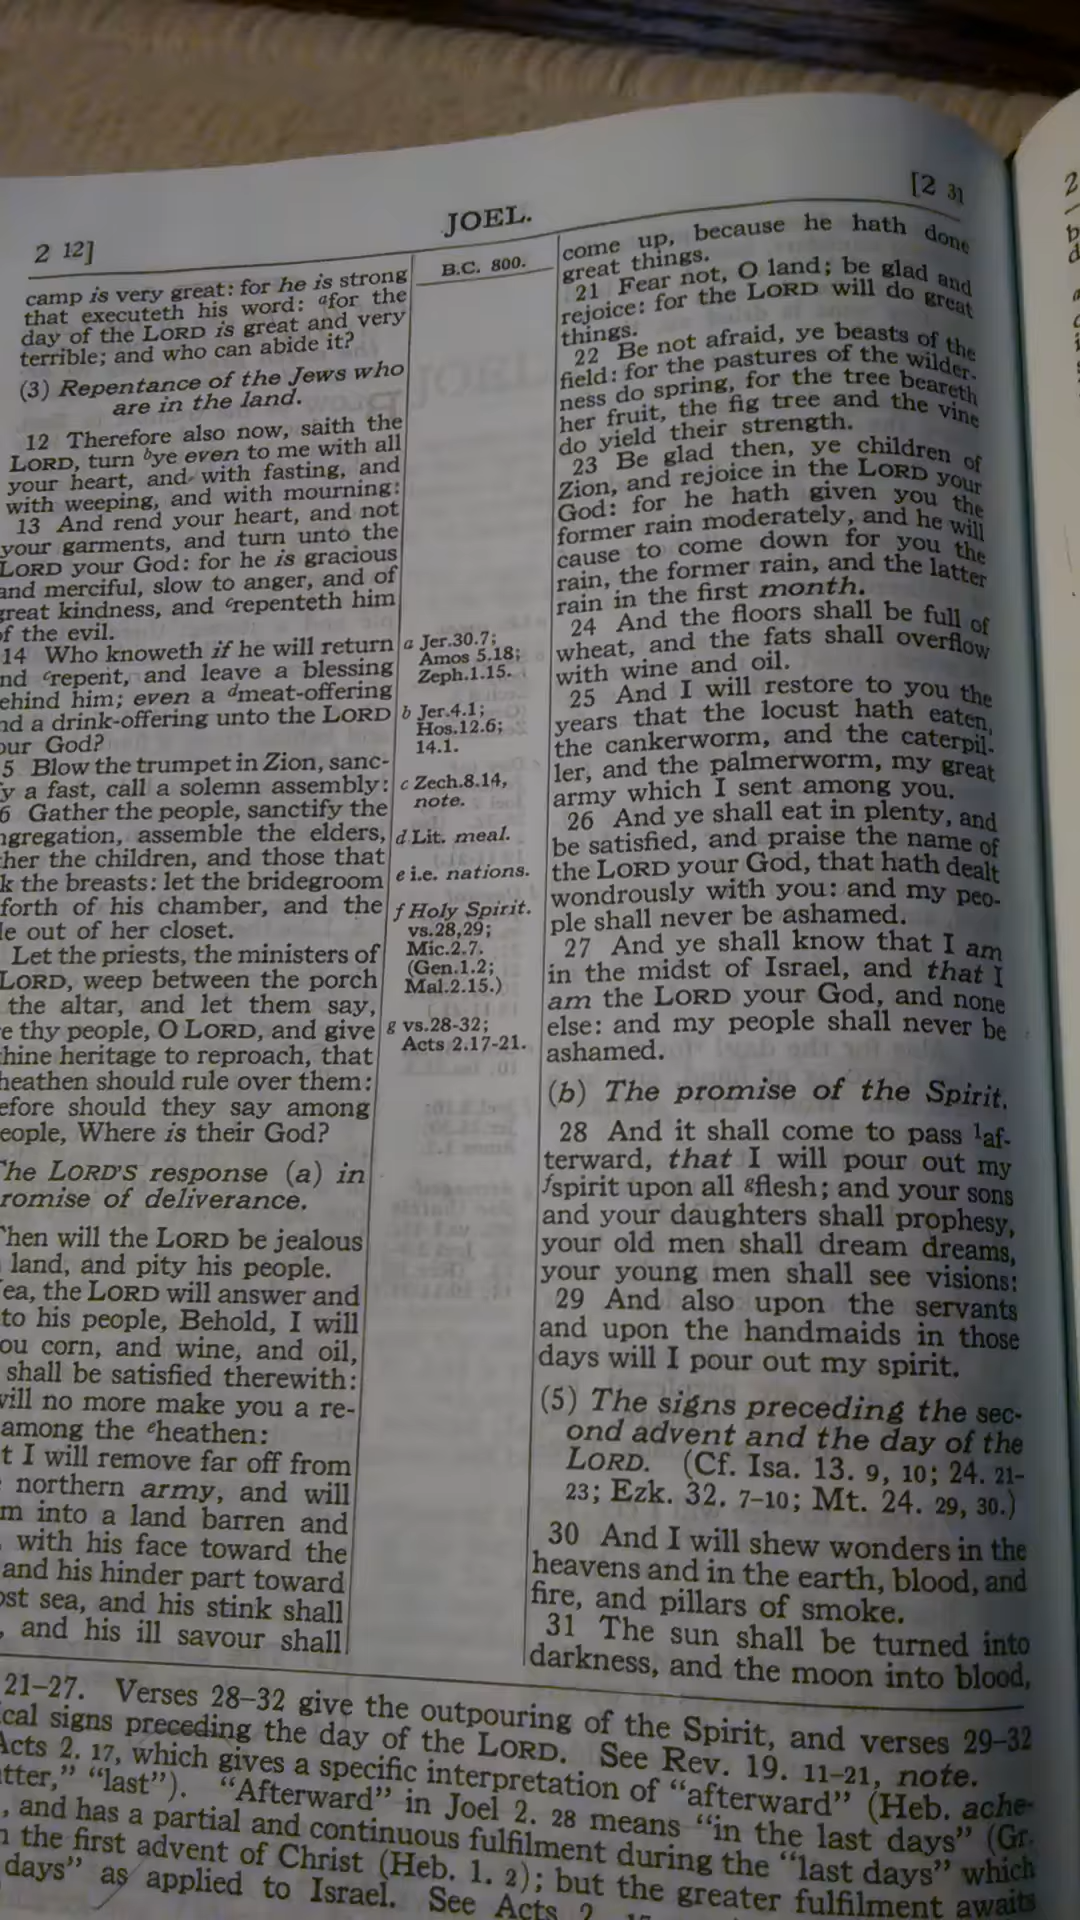 2 12]
JOEL.
[2 31
camp is very great: for he is strong
that executeth his word: ᵃfor the
day of the LORD is great and very
terrible; and who can abide it?
(3) Repentance of the Jews who
are in the land.
12 Therefore also now, saith the
LORD, turn ᵇye even to me with all
your heart, and with fasting, and
with weeping, and with mourning:
13 And rend your heart, and not
your garments, and turn unto the
LORD your God: for he is gracious
and merciful, slow to anger, and of
great kindness, and ᶜrepenteth him
of the evil.
14 Who knoweth if he will return
nd ᶜrepent, and leave a blessing
ehind him; even a ᵈmeat-offering
nd a drink-offering unto the LORD
our God?
5 Blow the trumpet in Zion, sanc-
y a fast, call a solemn assembly:
6 Gather the people, sanctify the
ngregation, assemble the elders,
her the children, and those that
k the breasts: let the bridegroom
forth of his chamber, and the
le out of her closet.
Let the priests, the ministers of
LORD, weep between the porch
the altar, and let them say,
e thy people, O LORD, and give
hine heritage to reproach, that
heathen should rule over them:
efore should they say among
eople, Where is their God?
The LORD'S response (a) in
romise of deliverance.
Then will the LORD be jealous
land, and pity his people.
ea, the LORD will answer and
to his people, Behold, I will
ou corn, and wine, and oil,
shall be satisfied therewith:
will no more make you a re-
among the ᵉheathen:
t I will remove far off from
northern army, and will
m into a land barren and
with his face toward the
and his hinder part toward
ost sea, and his stink shall
, and his ill savour shall
B.C. 800.
a Jer.30.7;
Amos 5.18;
Zeph.1.15.
b Jer.4.1;
Hos.12.6;
14.1.
c Zech.8.14,
note.
d Lit. meal.
e i.e. nations.
f Holy Spirit.
vs.28,29;
Mic.2.7.
(Gen.1.2;
Mal.2.15.)
g vs.28-32;
Acts 2.17-21.
come up, because he hath done
great things.
21 Fear not, O land; be glad and
rejoice: for the LORD will do great
things.
22 Be not afraid, ye beasts of the
field: for the pastures of the wilder-
ness do spring, for the tree beareth
her fruit, the fig tree and the vine
do yield their strength.
23 Be glad then, ye children of
Zion, and rejoice in the LORD your
God: for he hath given you the
former rain moderately, and he will
cause to come down for you the
rain, the former rain, and the latter
rain in the first month.
24 And the floors shall be full of
wheat, and the fats shall overflow
with wine and oil.
25 And I will restore to you the
years that the locust hath eaten,
the cankerworm, and the caterpil-
ler, and the palmerworm, my great
army which I sent among you.
26 And ye shall eat in plenty, and
be satisfied, and praise the name of
the LORD your God, that hath dealt
wondrously with you: and my peo-
ple shall never be ashamed.
27 And ye shall know that I am
in the midst of Israel, and that I
am the LORD your God, and none
else: and my people shall never be
ashamed.
(b) The promise of the Spirit.
28 And it shall come to pass ¹af-
terward, that I will pour out my
ᶠspirit upon all ᵍflesh; and your sons
and your daughters shall prophesy,
your old men shall dream dreams,
your young men shall see visions:
29 And also upon the servants
and upon the handmaids in those
days will I pour out my spirit.
(5) The signs preceding the sec-
ond advent and the day of the
LORD. (Cf. Isa. 13. 9, 10; 24. 21-
23; Ezk. 32. 7-10; Mt. 24. 29, 30.)
30 And I will shew wonders in the
heavens and in the earth, blood, and
fire, and pillars of smoke.
31 The sun shall be turned into
darkness, and the moon into blood,
21-27. Verses 28-32 give the outpouring of the Spirit, and verses 29-32
cal signs preceding the day of the LORD. See Rev. 19. 11-21, note.
Acts 2. 17, which gives a specific interpretation of "afterward" (Heb. ache-
tter," "last"). "Afterward" in Joel 2. 28 means "in the last days" (Gr.
, and has a partial and continuous fulfilment during the "last days" which
the first advent of Christ (Heb. 1. 2); but the greater fulfilment awaits
days" as applied to Israel. See Acts 2